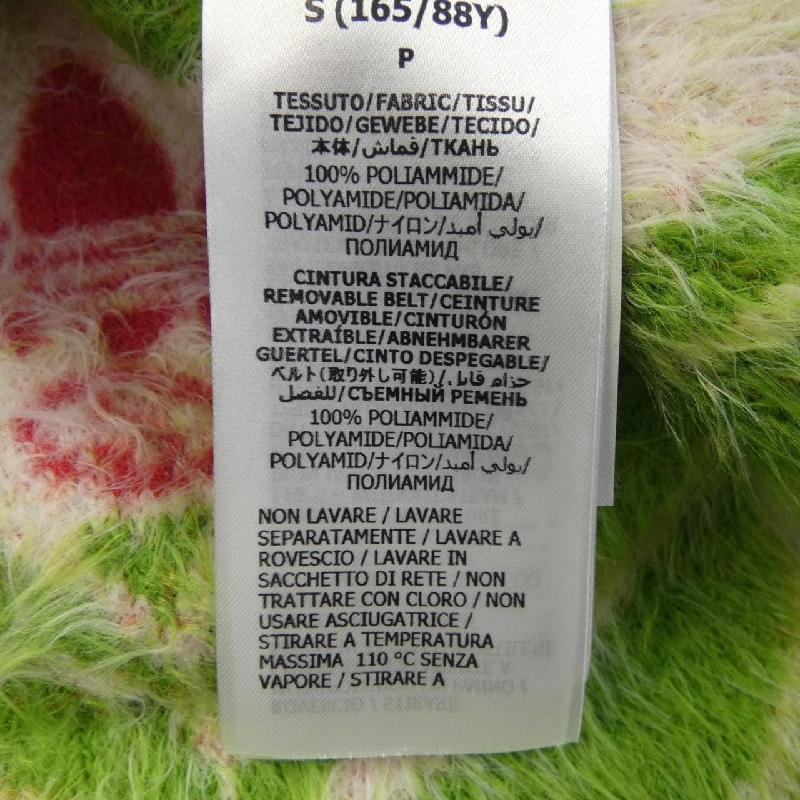 S (165/88Y)
P
TESSUTO/FABRIC/TISSU/
TEJIDO/GEWEBE/TECIDO/
本体/قماش/ТКАНЬ
100% POLIAMMIDE/
POLYAMIDE/POLIAMIDA/
POLYAMID/ナイロン/بولي أميد/
ПОЛИАМИД
CINTURA STACCABILE/
REMOVABLE BELT/CEINTURE
AMOVIBLE/CINTURÓN
EXTRAÍBLE/ABNEHMBARER
GUERTEL/CINTO DESPEGABLE/
ベルト(取り外し可能)/حزام قابل
للفصل/СЪЕМНЫЙ РЕМЕНЬ
100% POLIAMMIDE/
POLYAMIDE/POLIAMIDA/
POLYAMID/ナイロン/بولي أميد/
ПОЛИАМИД
NON LAVARE / LAVARE
SEPARATAMENTE / LAVARE A
ROVESCIO / LAVARE IN
SACCHETTO DI RETE / NON
TRATTARE CON CLORO / NON
USARE ASCIUGATRICE /
STIRARE A TEMPERATURA
MASSIMA 110 °C SENZA
VAPORE / STIRARE A